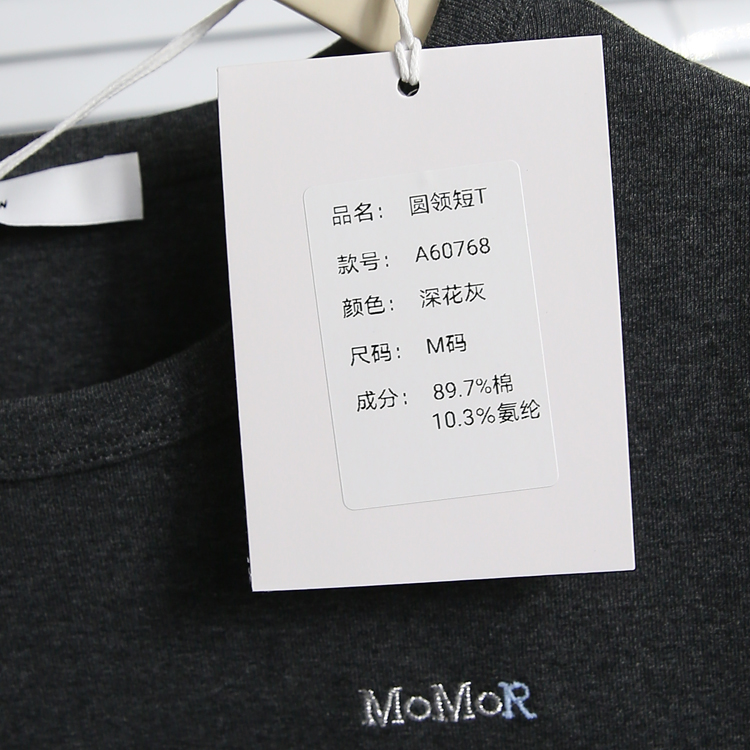 品名： 圆领短T
款号： A60768
颜色： 深花灰
尺码： M码
成分： 89.7%棉
10.3%氨纶
MoMoR